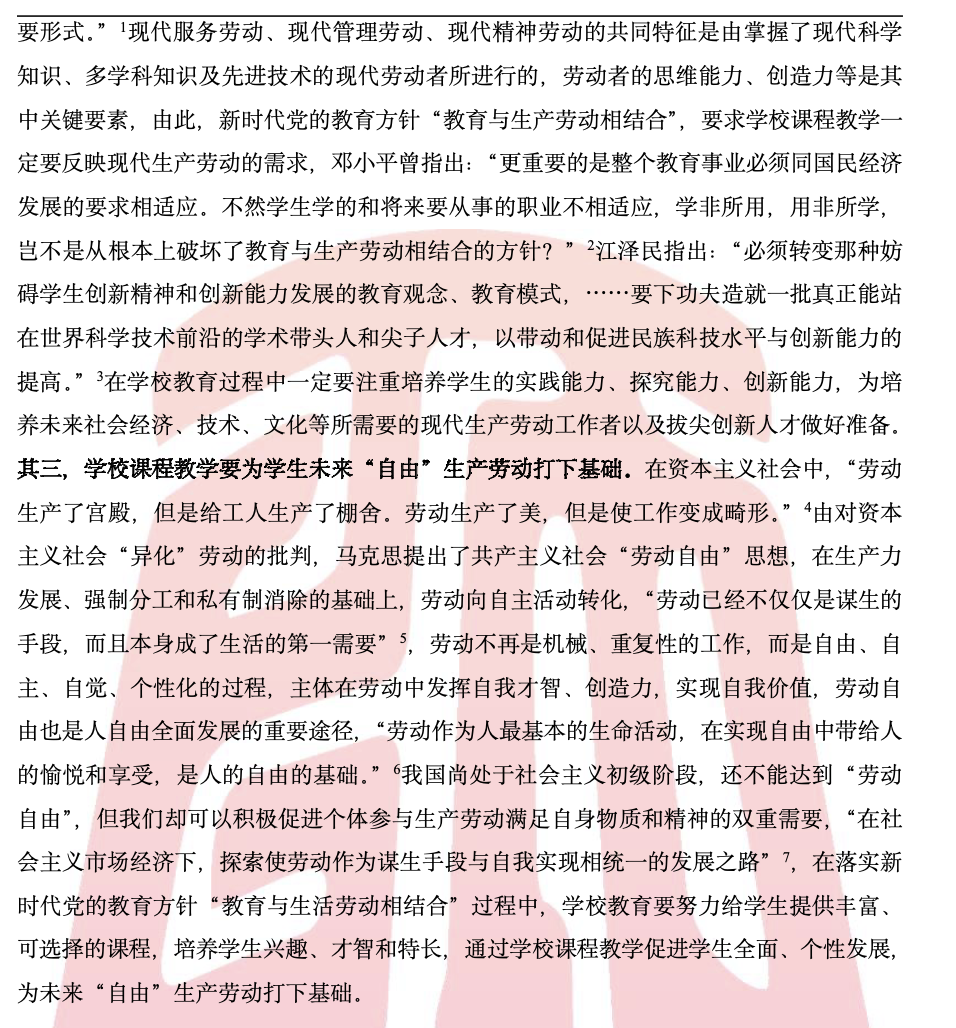 要形式。”1现代服务劳动、现代管理劳动、现代精神劳动的共同特征是由掌握了现代科学
知识、多学科知识及先进技术的现代劳动者所进行的，劳动者的思维能力、创造力等是其
中关键要素，由此，新时代党的教育方针“教育与生产劳动相结合”，要求学校课程教学一
定要反映现代生产劳动的需求，邓小平曾指出：“更重要的是整个教育事业必须同国民经济
发展的要求相适应。不然学生学的和将来要从事的职业不相适应，学非所用，用非所学，
岂不是从根本上破坏了教育与生产劳动相结合的方针？”2江泽民指出：“必须转变那种妨
碍学生创新精神和创新能力发展的教育观念、教育模式，……要下功夫造就一批真正能站
在世界科学技术前沿的学术带头人和尖子人才，以带动和促进民族科技水平与创新能力的
提高。”3在学校教育过程中一定要注重培养学生的实践能力、探究能力、创新能力，为培
养未来社会经济、技术、文化等所需要的现代生产劳动工作者以及拔尖创新人才做好准备。
其三，学校课程教学要为学生未来“自由”生产劳动打下基础。在资本主义社会中，“劳动
生产了宫殿，但是给工人生产了棚舍。劳动生产了美，但是使工作变成畸形。”4由对资本
主义社会“异化”劳动的批判，马克思提出了共产主义社会“劳动自由”思想，在生产力
发展、强制分工和私有制消除的基础上，劳动向自主活动转化，“劳动已经不仅仅是谋生的
手段，而且本身成了生活的第一需要”5，劳动不再是机械、重复性的工作，而是自由、自
主、自觉、个性化的过程，主体在劳动中发挥自我才智、创造力，实现自我价值，劳动自
由也是人自由全面发展的重要途径，“劳动作为人最基本的生命活动，在实现自由中带给人
的愉悦和享受，是人的自由的基础。”6我国尚处于社会主义初级阶段，还不能达到“劳动
自由”，但我们却可以积极促进个体参与生产劳动满足自身物质和精神的双重需要，“在社
会主义市场经济下，探索使劳动作为谋生手段与自我实现相统一的发展之路”7，在落实新
时代党的教育方针“教育与生活劳动相结合”过程中，学校教育要努力给学生提供丰富、
可选择的课程，培养学生兴趣、才智和特长，通过学校课程教学促进学生全面、个性发展，
为未来“自由”生产劳动打下基础。